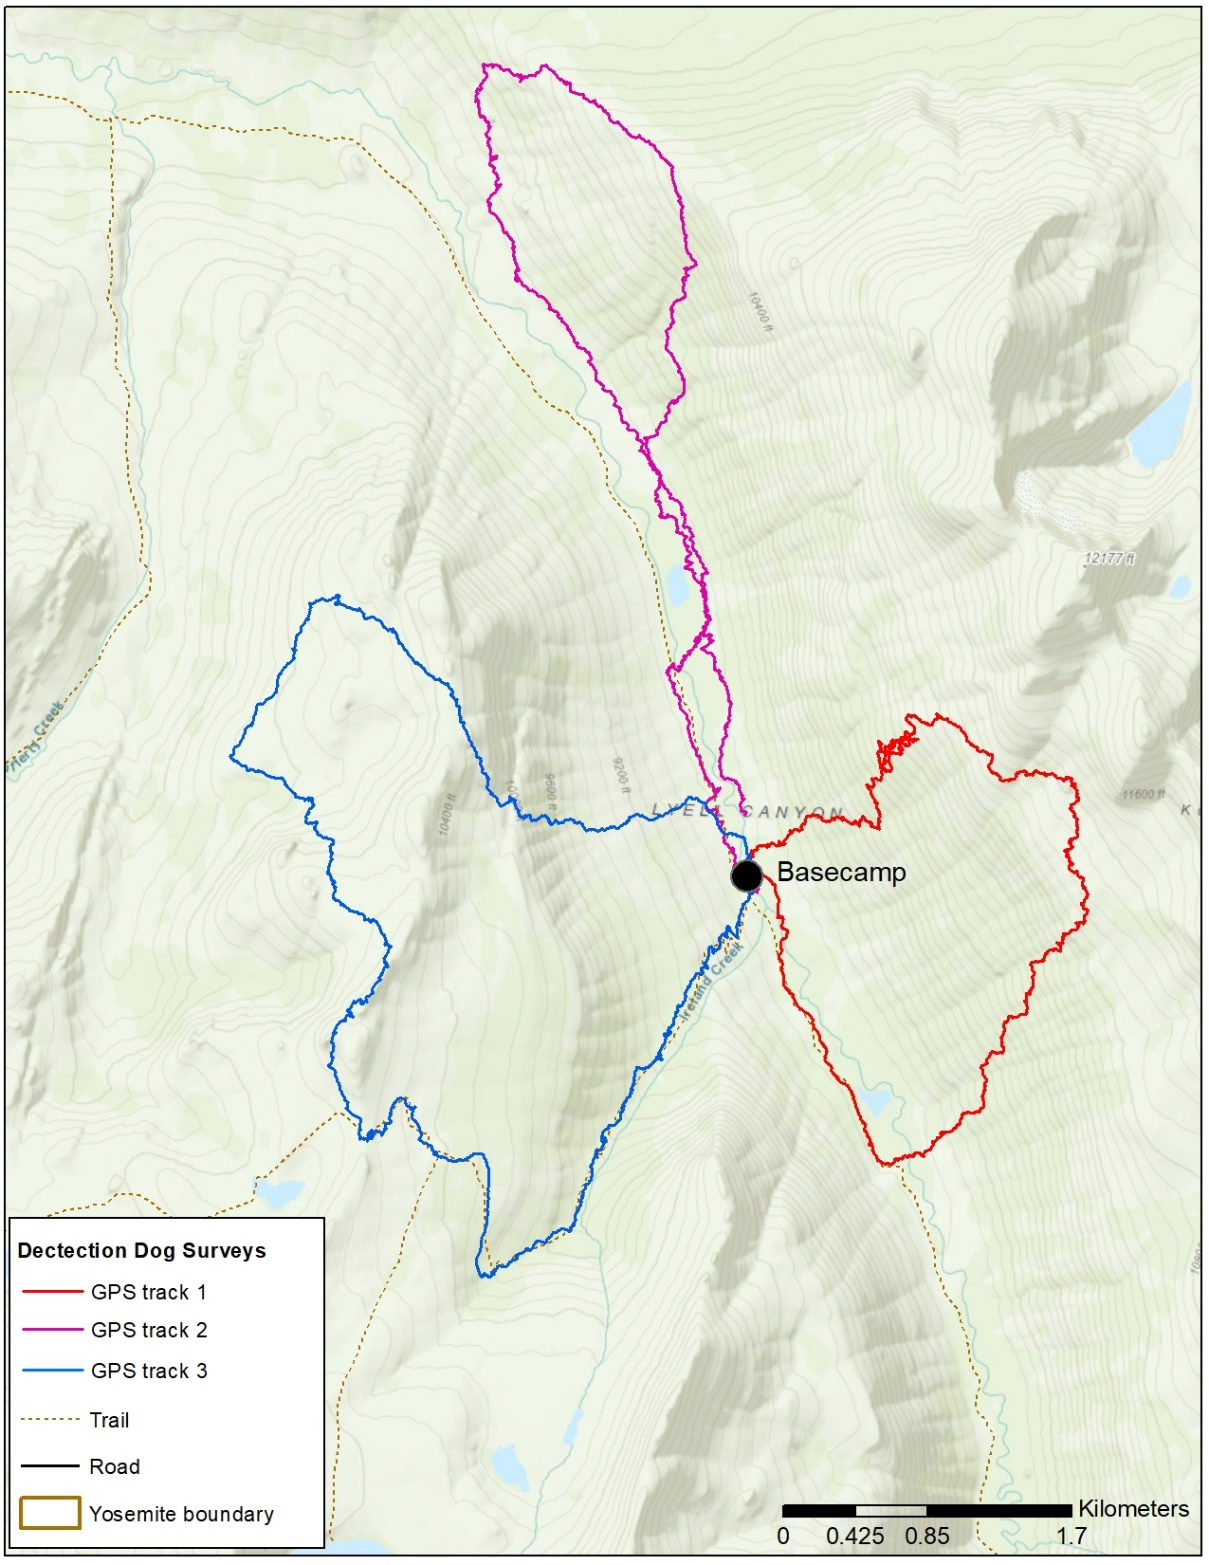 10400 ft
12177 ft
Merty Creek
9200 ft
9600 ft
10400 ft
LYELL CANYON
11600 ft
Basecamp
Ireland Creek
Dectection Dog Surveys
GPS track 1
GPS track 2
GPS track 3
Trail
Road
Yosemite boundary
Kilometers
0 0.425 0.85 1.7